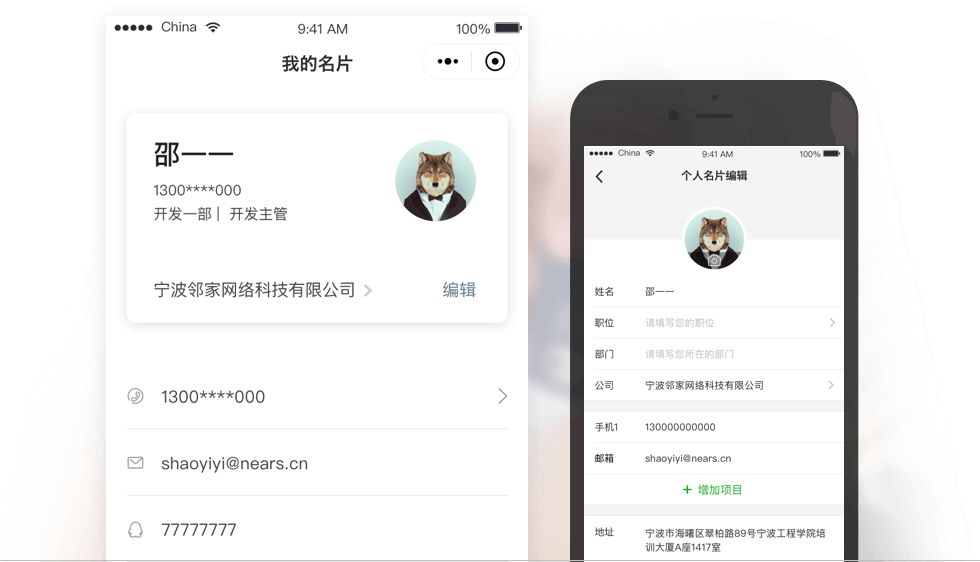 China
9:41 AM
100%
我的名片
邵一一
1300****000
开发一部 | 开发主管
宁波邻家网络科技有限公司
编辑
1300****000
shaoyiyi@nears.cn
77777777
China
9:41 AM
100%
个人名片编辑
姓名 邵一一
职位 请填写您的职位
部门 请填写您所在的部门
公司 宁波邻家网络科技有限公司
手机1 130000000000
邮箱 shaoyiyi@nears.cn
+ 增加项目
地址 宁波市海曙区翠柏路89号宁波工程学院培
训大厦A座1417室